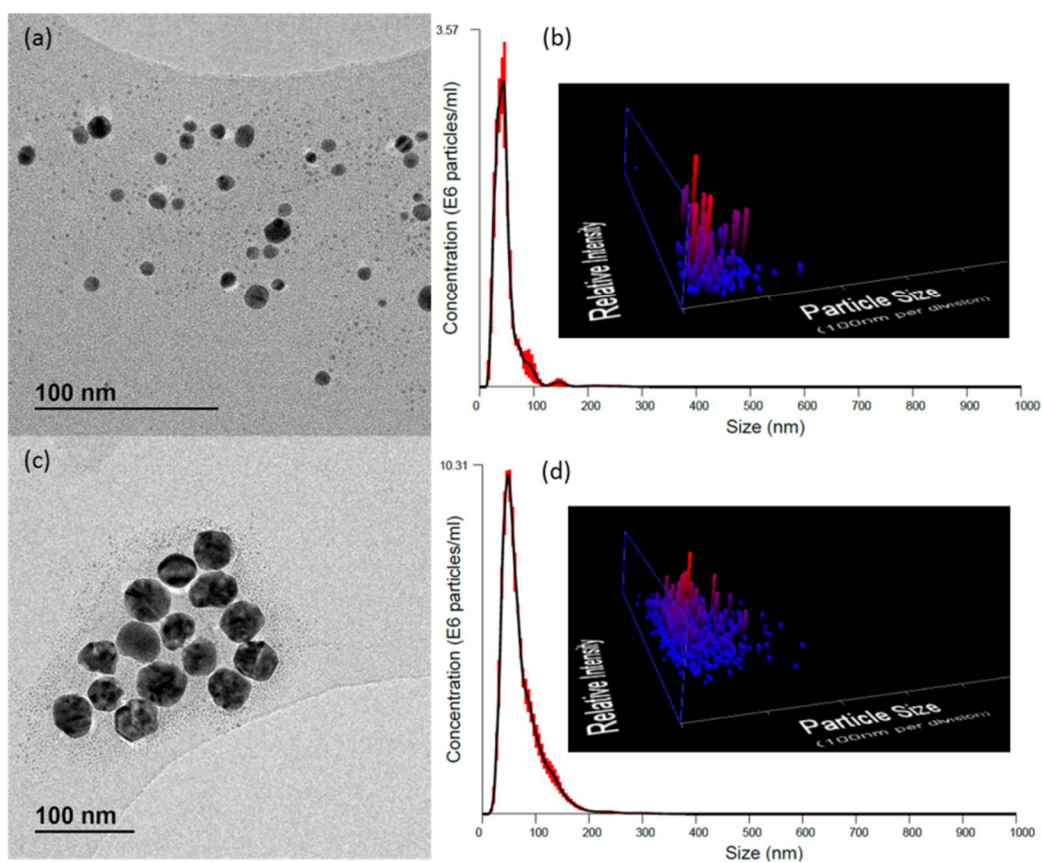 (a)
100 nm
(b)
3.57
Concentration (E6 particles/ml)
Relative Intensity
Particle Size
(100nm per division)
0 100 200 300 400 500 600 700 800 900 1000
Size (nm)
(c)
100 nm
(d)
10.31
Concentration (E6 particles/ml)
Relative Intensity
Particle Size
(100nm per division)
0 100 200 300 400 500 600 700 800 900 1000
Size (nm)